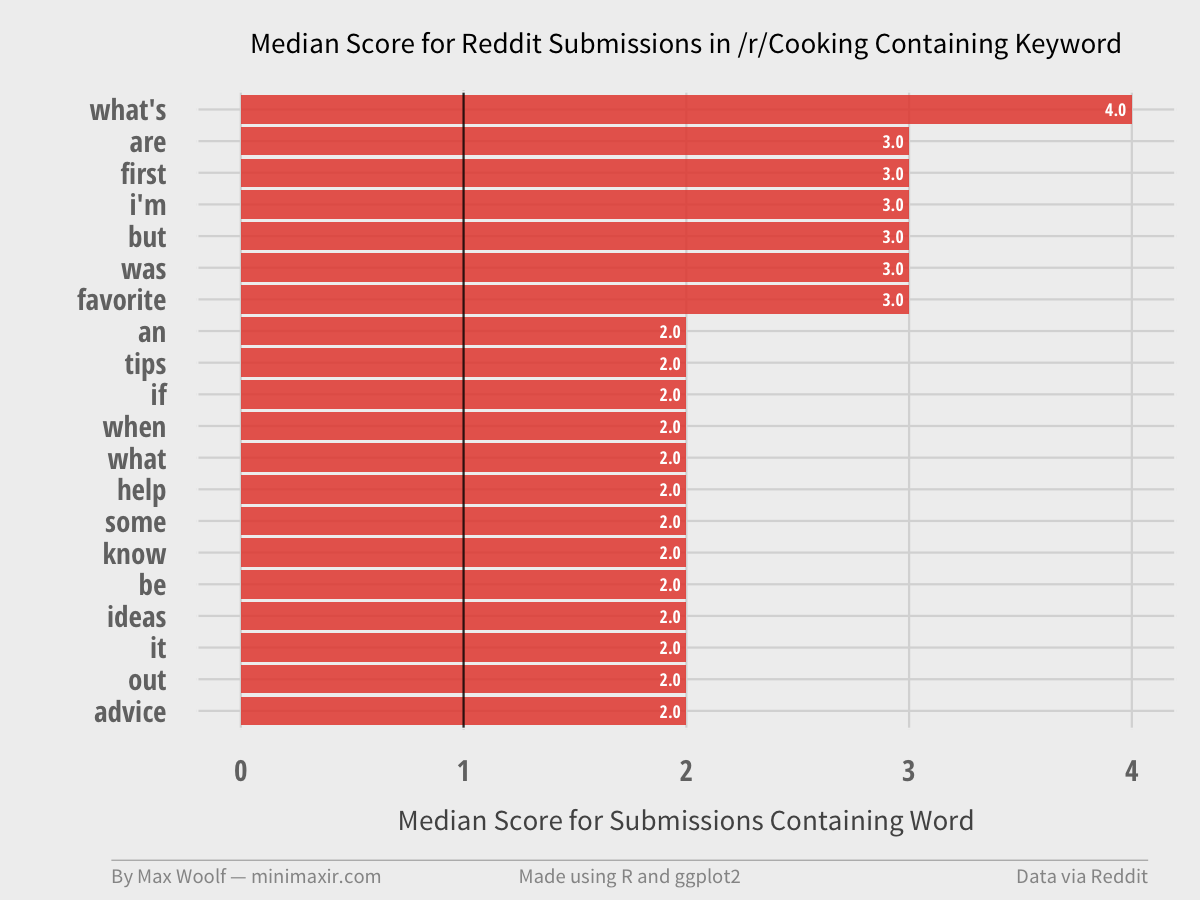 Median Score for Reddit Submissions in /r/Cooking Containing Keyword
what's 4.0
are 3.0
first 3.0
i'm 3.0
but 3.0
was 3.0
favorite 3.0
an 2.0
tips 2.0
if 2.0
when 2.0
what 2.0
help 2.0
some 2.0
know 2.0
be 2.0
ideas 2.0
it 2.0
out 2.0
advice 2.0
0 1 2 3 4
Median Score for Submissions Containing Word
By Max Woolf — minimaxir.com Made using R and ggplot2 Data via Reddit